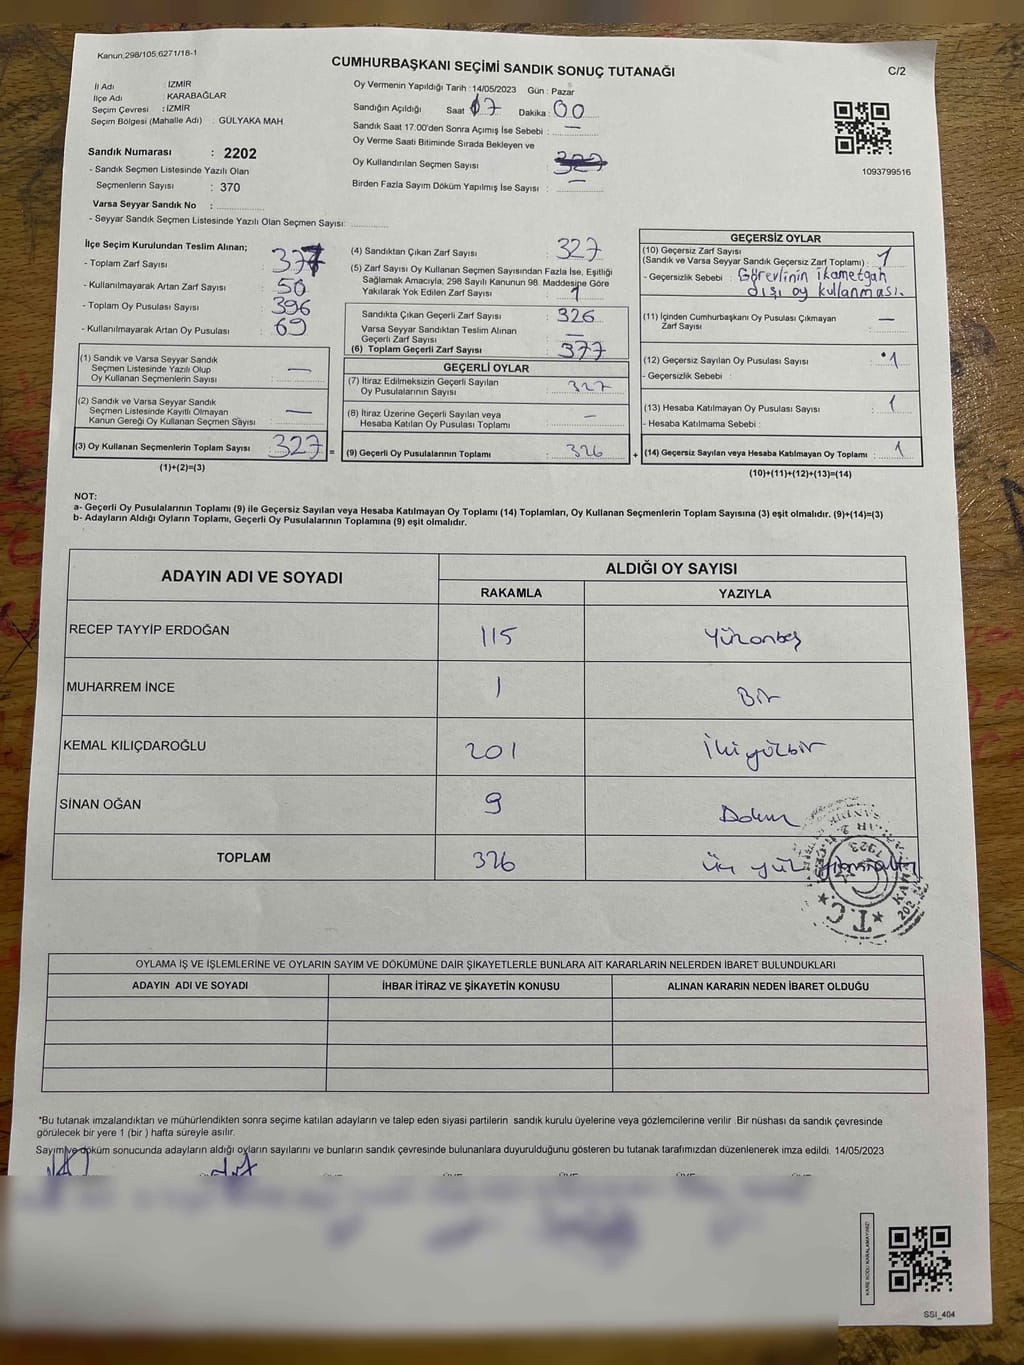 Kanun,298/105,6271/18-1
CUMHURBAŞKANI SEÇİMİ SANDIK SONUÇ TUTANAĞI
C/2
İl Adı : İZMİR
İlçe Adı : KARABAĞLAR
Seçim Çevresi : İZMİR
Seçim Bölgesi (Mahalle Adı) : GÜLYAKA MAH.
Sandık Numarası : 2202
- Sandık Seçmen Listesinde Yazılı Olan
Seçmenlerin Sayısı : 370
Varsa Seyyar Sandık No :
- Seyyar Sandık Seçmen Listesinde Yazılı Olan Seçmen Sayısı:
Oy Vermenin Yapıldığı Tarih : 14/05/2023 Gün : Pazar
Sandığın Açıldığı Saat 17 Dakika : 00
Sandık Saat 17:00'den Sonra Açımış İse Sebebi : —
Oy Verme Saati Bitiminde Sırada Bekleyen ve
Oy Kullandırılan Seçmen Sayısı :
Birden Fazla Sayım Döküm Yapılmış İse Sayısı : —
1093799516
İlçe Seçim Kurulundan Teslim Alınan;
- Toplam Zarf Sayısı : 377
- Kullanılmayarak Artan Zarf Sayısı : 50
- Toplam Oy Pusulası Sayısı : 396
- Kullanılmayarak Artan Oy Pusulası : 69
(1) Sandık ve Varsa Seyyar Sandık
Seçmen Listesinde Yazılı Olup
Oy Kullanan Seçmenlerin Sayısı : —
(2) Sandık ve Varsa Seyyar Sandık
Seçmen Listesinde Kayıtlı Olmayan
Kanun Gereği Oy Kullanan Seçmen Sayısı : —
(3) Oy Kullanan Seçmenlerin Toplam Sayısı : 327
(1)+(2)=(3)
(4) Sandıktan Çıkan Zarf Sayısı : 327
(5) Zarf Sayısı Oy Kullanan Seçmen Sayısından Fazla İse, Eşitliği
Sağlamak Amacıyla; 298 Sayılı Kanunun 98. Maddesine Göre
Yakılarak Yok Edilen Zarf Sayısı : 1
Sandıkta Çıkan Geçerli Zarf Sayısı : 326
Varsa Seyyar Sandıktan Teslim Alınan
Geçerli Zarf Sayısı : —
(6) Toplam Geçerli Zarf Sayısı : 377
GEÇERLİ OYLAR
(7) İtiraz Edilmeksizin Geçerli Sayılan
Oy Pusulalarının Sayısı : 327
(8) İtiraz Üzerine Geçerli Sayılan veya
Hesaba Katılan Oy Pusulası Toplamı : —
= (9) Geçerli Oy Pusulalarının Toplamı : 326
GEÇERSİZ OYLAR
(10) Geçersiz Zarf Sayısı
(Sandık ve Varsa Seyyar Sandık Geçersiz Zarf Toplamı) : 1
- Geçersizlik Sebebi : Görevlinin ikametgah
dışı oy kullanması.
(11) İçinden Cumhurbaşkanı Oy Pusulası Çıkmayan
Zarf Sayısı : —
(12) Geçersiz Sayılan Oy Pusulası Sayısı : 1
- Geçersizlik Sebebi :
(13) Hesaba Katılmayan Oy Pusulası Sayısı : 1
- Hesaba Katılmama Sebebi :
+ (14) Geçersiz Sayılan veya Hesaba Katılmayan Oy Toplamı : 1
(10)+(11)+(12)+(13)=(14)
NOT:
a- Geçerli Oy Pusulalarının Toplamı (9) ile Geçersiz Sayılan veya Hesaba Katılmayan Oy Toplamı (14) Toplamları, Oy Kullanan Seçmenlerin Toplam Sayısına (3) eşit olmalıdır. (9)+(14)=(3)
b- Adayların Aldığı Oyların Toplamı, Geçerli Oy Pusulalarının Toplamına (9) eşit olmalıdır.
ADAYIN ADI VE SOYADI
ALDIĞI OY SAYISI
RAKAMLA YAZIYLA
RECEP TAYYİP ERDOĞAN 115 Yüzonbeş
MUHARREM İNCE 1 Bir
KEMAL KILIÇDAROĞLU 201 İkiyüzbir
SİNAN OĞAN 9 Dokuz
TOPLAM 326 Üç yüz yirmialtı
T.C.
1923
OYLAMA İŞ VE İŞLEMLERİNE VE OYLARIN SAYIM VE DÖKÜMÜNE DAİR ŞİKAYETLERLE BUNLARA AİT KARARLARIN NELERDEN İBARET BULUNDUKLARI
ADAYIN ADI VE SOYADI İHBAR İTİRAZ VE ŞİKAYETİN KONUSU ALINAN KARARIN NEDEN İBARET OLDUĞU
*Bu tutanak imzalandıktan ve mühürlendikten sonra seçime katılan adayların ve talep eden siyasi partilerin sandık kurulu üyelerine veya gözlemcilerine verilir. Bir nüshası da sandık çevresinde
görülecek bir yere 1 (bir ) hafta süreyle asılır.
Sayım ve döküm sonucunda adayların aldığı oyların sayılarını ve bunların sandık çevresinde bulunanlara duyurulduğunu gösteren bu tutanak tarafımızdan düzenlenerek imza edildi. 14/05/2023
KARE KODU KARALAMAYINIZ!
SSI_404